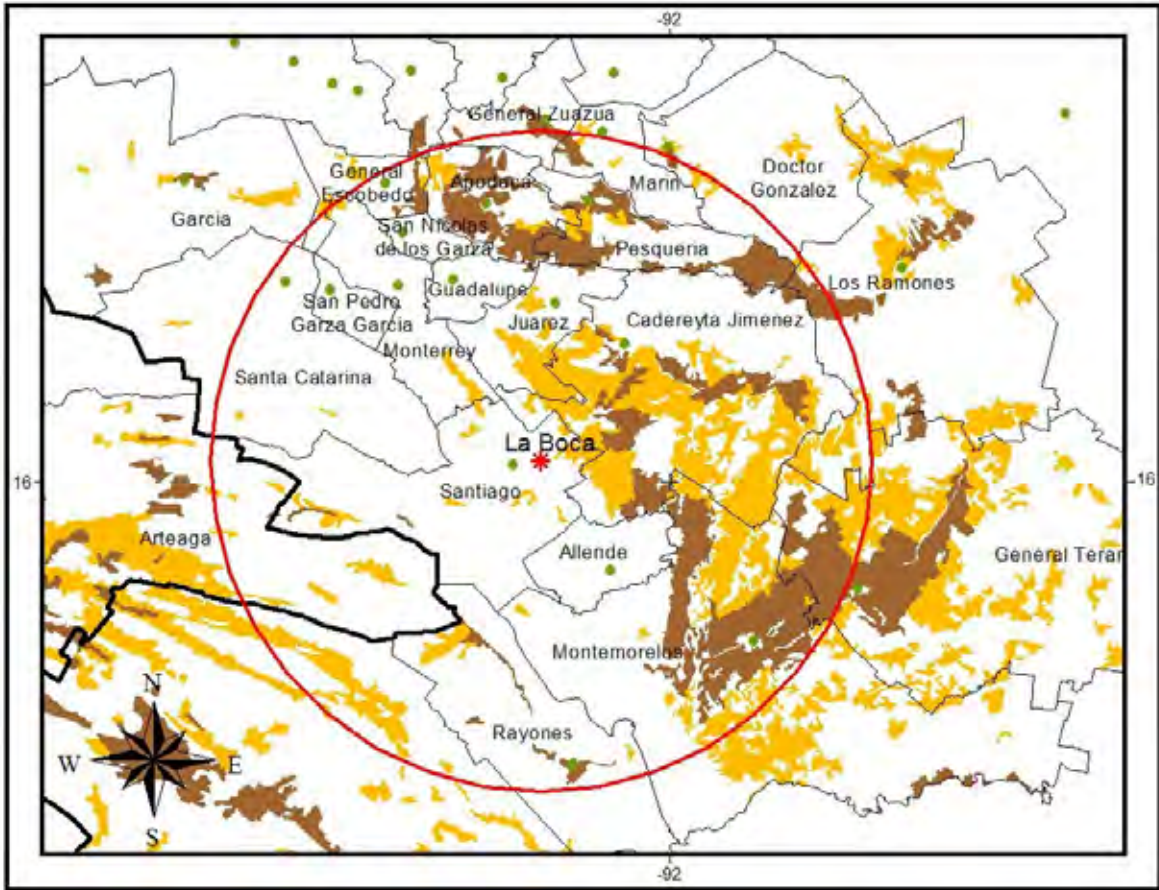 -92
General Zuazua
General
Escobedo
Apodaca
Marin
Doctor
Gonzalez
Garcia
San Nicolas
de los Garza
Pesqueria
Los Ramones
Guadalupe
San Pedro
Garza Garcia
Juarez
Cadereyta Jimenez
Monterrey
Santa Catarina
La Boca
16
16
Santiago
Arteaga
Allende
General Teran
Montemorelos
N
Rayones
W
E
S
-92